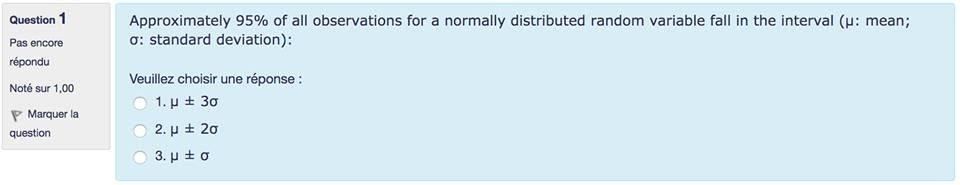 Question 1
Pas encore
répondu
Noté sur 1,00
Marquer la
question
Approximately 95% of all observations for a normally distributed random variable fall in the interval (μ: mean;
σ: standard deviation):
Veuillez choisir une réponse :
1. μ ± 3σ
2. μ ± 2σ
3. μ ± σ